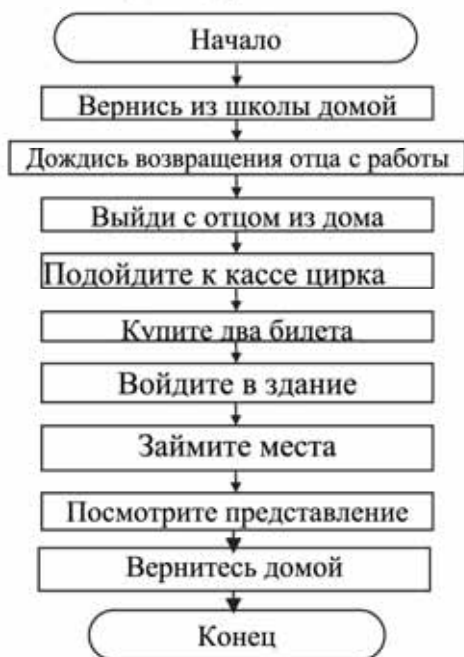 Начало
Вернись из школы домой
Дождись возвращения отца с работы
Выйди с отцом из дома
Подойдите к кассе цирка
Купите два билета
Войдите в здание
Займите места
Посмотрите представление
Вернитесь домой
Конец